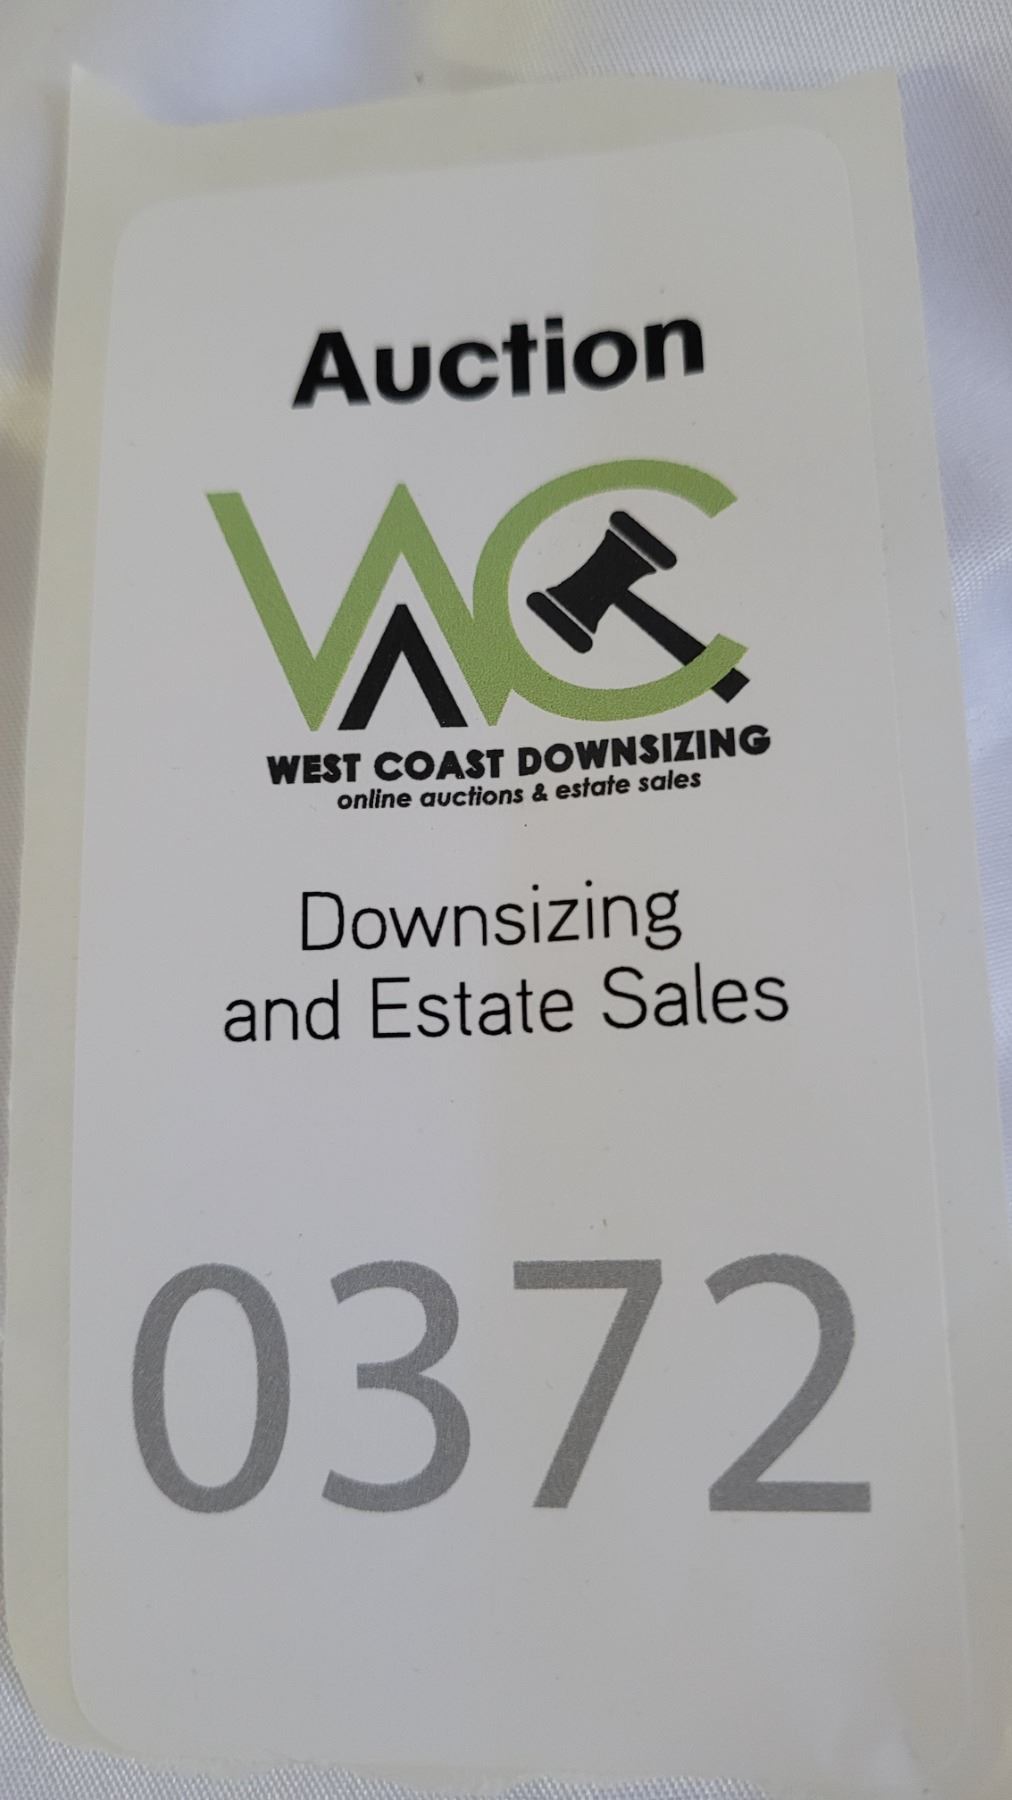 Auction
WC
WEST COAST DOWNSIZING
online auctions & estate sales
Downsizing
and Estate Sales
0372